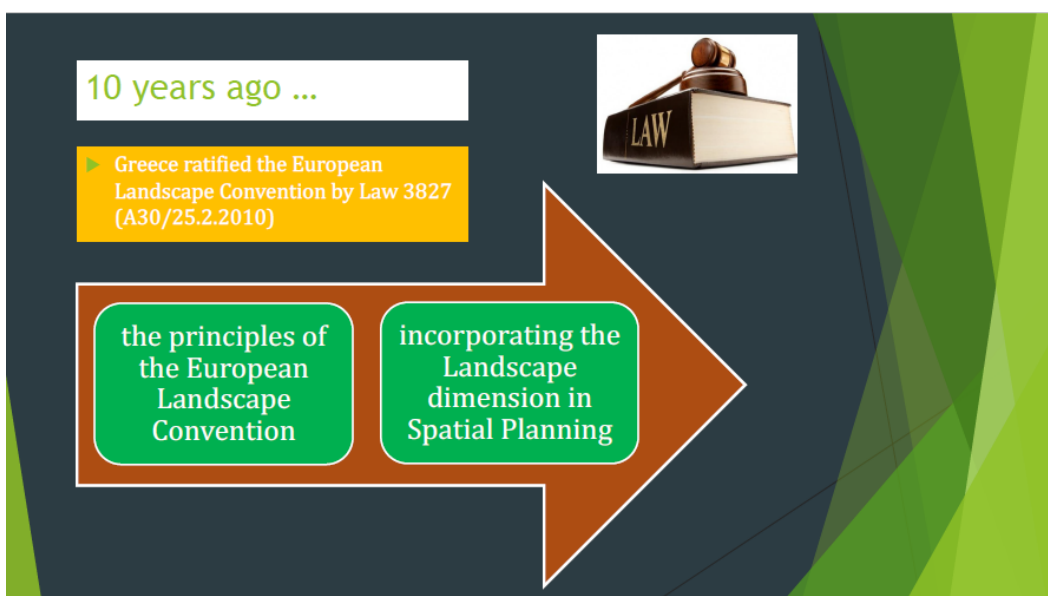 10 years ago ...
LAW
Greece ratified the European
Landscape Convention by Law 3827
(A30/25.2.2010)
the principles of
the European
Landscape
Convention
incorporating the
Landscape
dimension in
Spatial Planning